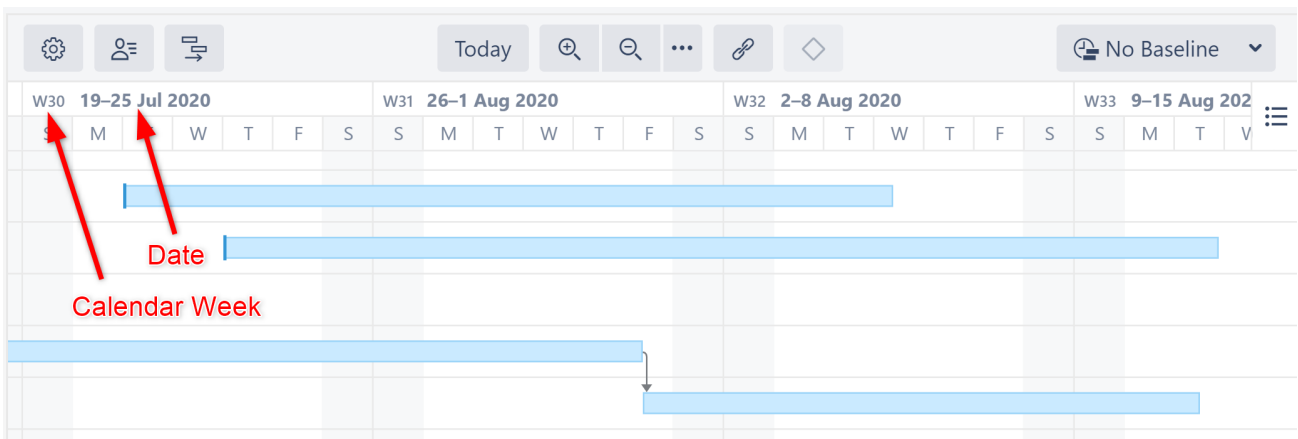 Today No Baseline
W30 19–25 Jul 2020 W31 26–1 Aug 2020 W32 2–8 Aug 2020 W33 9–15 Aug 202
S M W T F S S M T W T F S S M T W T F S S M T W
Date
Calendar Week